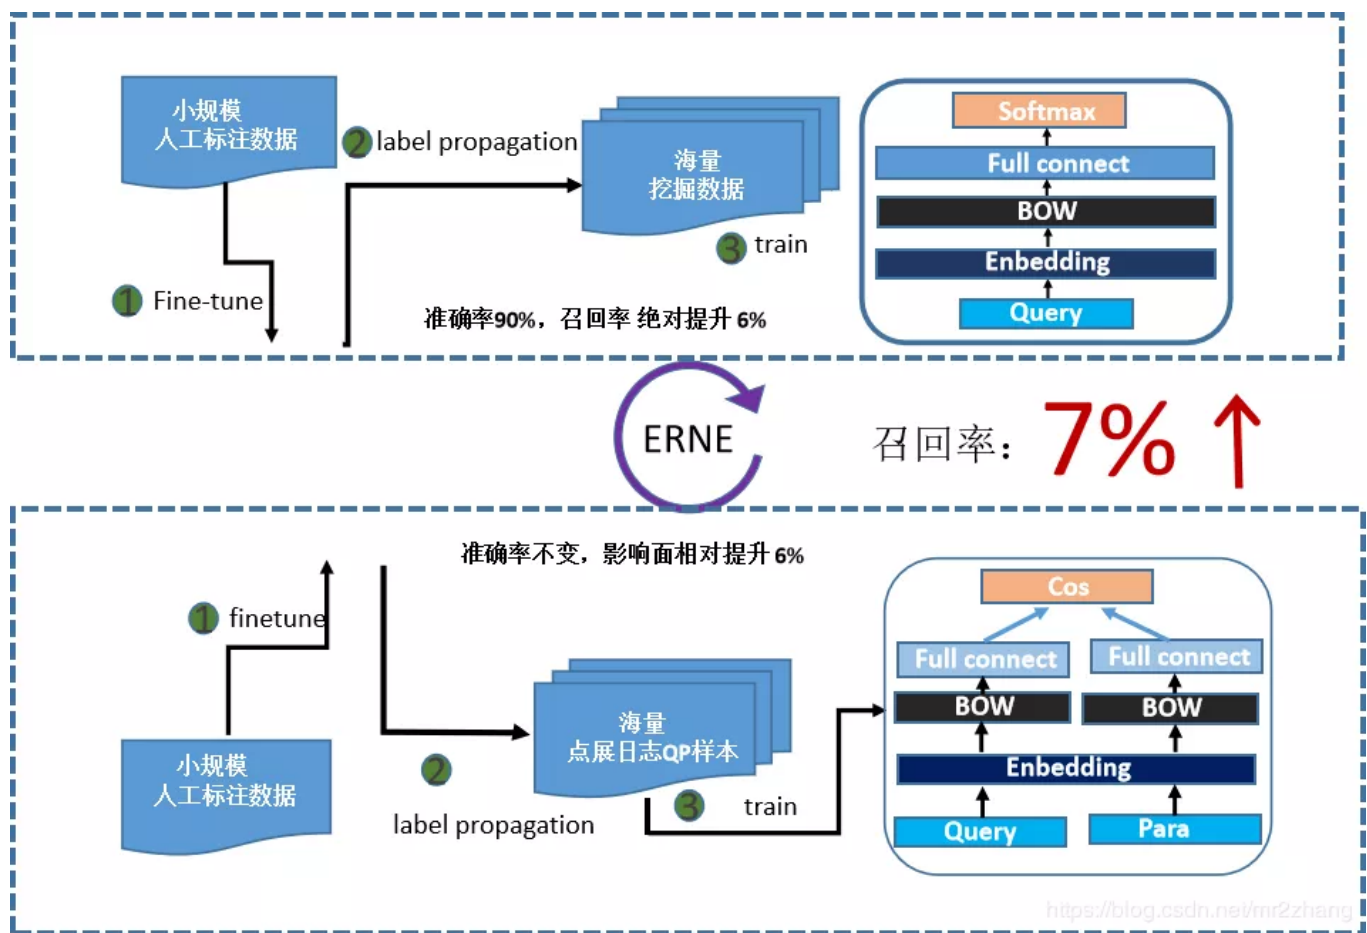 小规模
人工标注数据
2 label propagation
海量
挖掘数据
3 train
1 Fine-tune
准确率90%，召回率 绝对提升 6%
Softmax
Full connect
BOW
Enbedding
Query
ERNE
召回率：7%
准确率不变，影响面相对提升 6%
1 finetune
小规模
人工标注数据
2
label propagation
海量
点展日志QP样本
3 train
Cos
Full connect Full connect
BOW BOW
Enbedding
Query Para
https://blog.csdn.net/mr2zhang